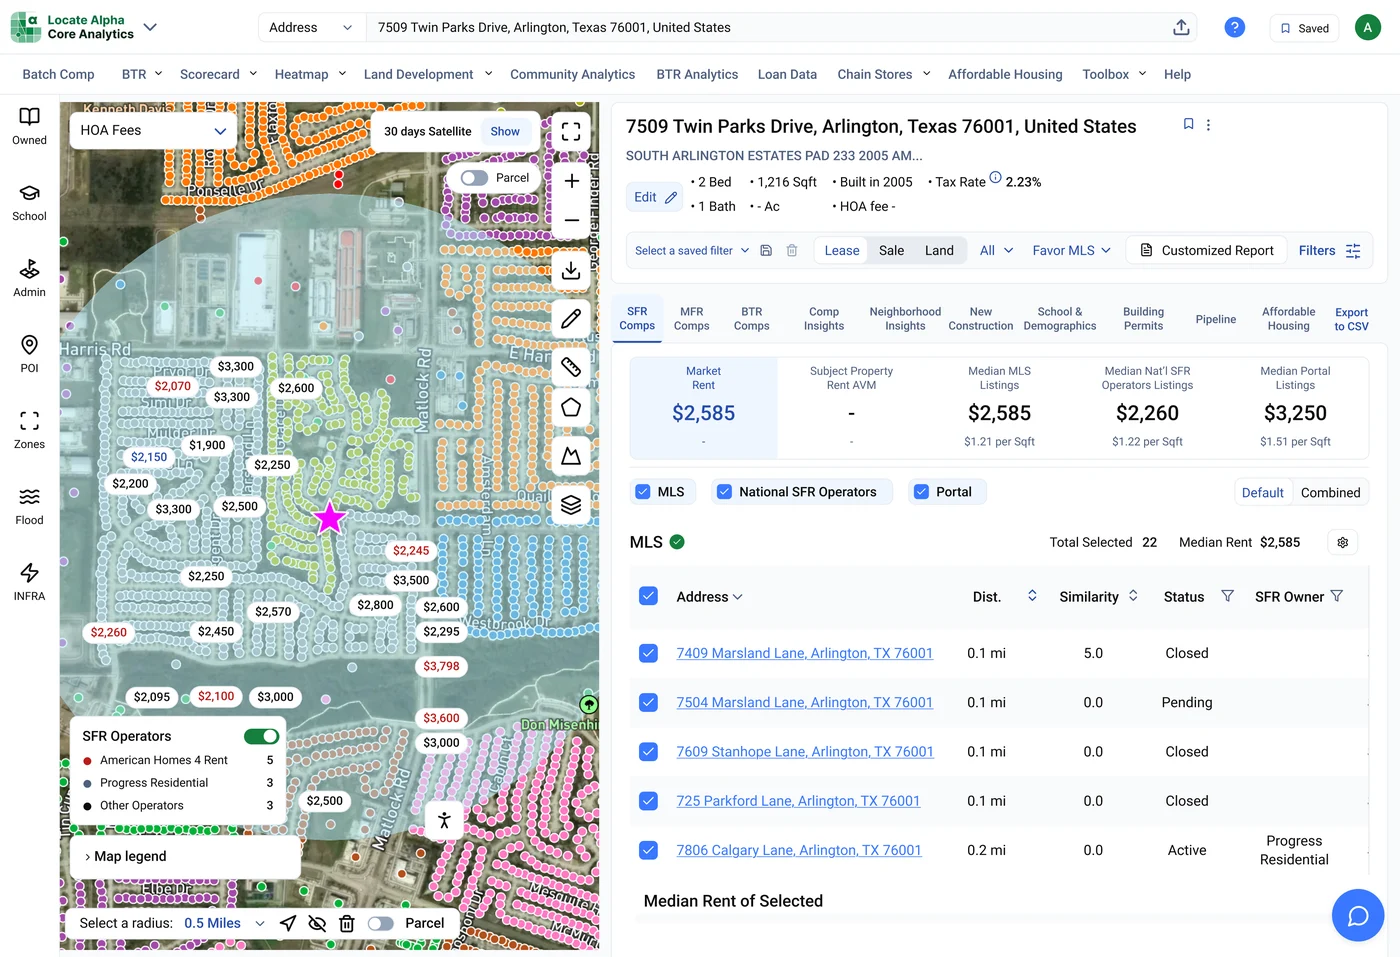 Locate Alpha
Core Analytics
Address
7509 Twin Parks Drive, Arlington, Texas 76001, United States
?
Saved
A
Batch Comp
BTR
Scorecard
Heatmap
Land Development
Community Analytics
BTR Analytics
Loan Data
Chain Stores
Affordable Housing
Toolbox
Help
Owned
School
Admin
POI
Zones
Flood
INFRA
Kenneth Davis
HOA Fees
30 days Satellite
Show
Parcel
Ponselle Dr
George Finger Rd
Harris Rd
E Har
Matlock Rd
$3,300
$2,070
$3,300
$2,600
$1,900
$2,150
$2,250
$2,200
$3,300
$2,500
$2,245
$2,250
$3,500
$2,800
$2,600
$2,570
$2,260
$2,450
$2,295
Westbrook Dr
$3,798
$2,095
$2,100
$3,000
$3,600
Don Misenhi
$3,000
$2,500
Matlock Rd
SFR Operators
American Homes 4 Rent 5
Progress Residential 3
Other Operators 3
Map legend
Elbe Dr
Select a radius: 0.5 Miles
Parcel
7509 Twin Parks Drive, Arlington, Texas 76001, United States
SOUTH ARLINGTON ESTATES PAD 233 2005 AM...
Edit
• 2 Bed • 1,216 Sqft • Built in 2005 • Tax Rate 2.23%
• 1 Bath • - Ac • HOA fee -
Select a saved filter
Lease
Sale
Land
All
Favor MLS
Customized Report
Filters
SFR Comps
MFR Comps
BTR Comps
Comp Insights
Neighborhood Insights
New Construction
School & Demographics
Building Permits
Pipeline
Affordable Housing
Export to CSV
Market Rent
$2,585
-
Subject Property Rent AVM
-
-
Median MLS Listings
$2,585
$1.21 per Sqft
Median Nat'l SFR Operators Listings
$2,260
$1.22 per Sqft
Median Portal Listings
$3,250
$1.51 per Sqft
MLS
National SFR Operators
Portal
Default
Combined
MLS
Total Selected 22
Median Rent $2,585
Address Dist. Similarity Status SFR Owner
7409 Marsland Lane, Arlington, TX 76001 0.1 mi 5.0 Closed
7504 Marsland Lane, Arlington, TX 76001 0.1 mi 0.0 Pending
7609 Stanhope Lane, Arlington, TX 76001 0.1 mi 0.0 Closed
725 Parkford Lane, Arlington, TX 76001 0.1 mi 0.0 Closed
7806 Calgary Lane, Arlington, TX 76001 0.2 mi 0.0 Active Progress Residential
Median Rent of Selected